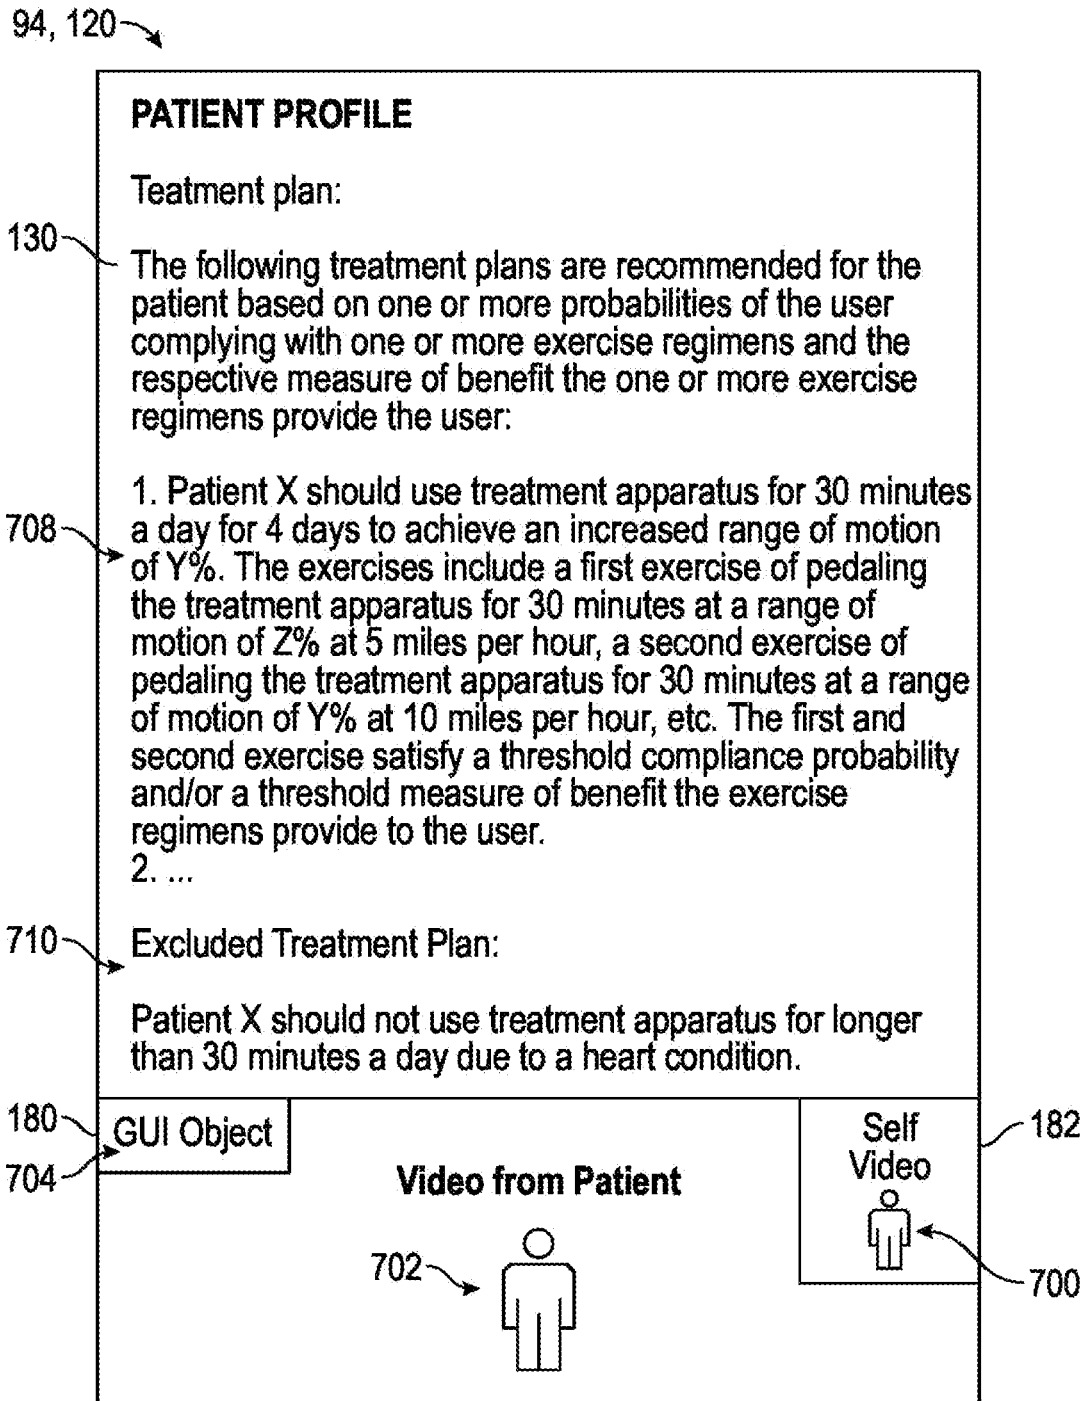 94, 120
PATIENT PROFILE
Teatment plan:
130
The following treatment plans are recommended for the
patient based on one or more probabilities of the user
complying with one or more exercise regimens and the
respective measure of benefit the one or more exercise
regimens provide the user:
1. Patient X should use treatment apparatus for 30 minutes
708
a day for 4 days to achieve an increased range of motion
of Y%. The exercises include a first exercise of pedaling
the treatment apparatus for 30 minutes at a range of
motion of Z% at 5 miles per hour, a second exercise of
pedaling the treatment apparatus for 30 minutes at a range
of motion of Y% at 10 miles per hour, etc. The first and
second exercise satisfy a threshold compliance probability
and/or a threshold measure of benefit the exercise
regimens provide to the user.
2. ...
710
Excluded Treatment Plan:
Patient X should not use treatment apparatus for longer
than 30 minutes a day due to a heart condition.
180
GUI Object
704
Self
Video
182
Video from Patient
702
700